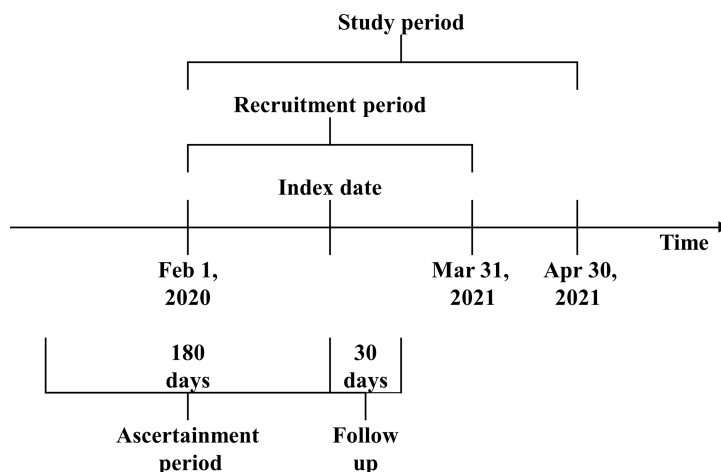 Study period
Recruitment period
Index date
Time
Feb 1,
2020
Mar 31,
2021
Apr 30,
2021
180
days
30
days
Ascertainment
period
Follow
up